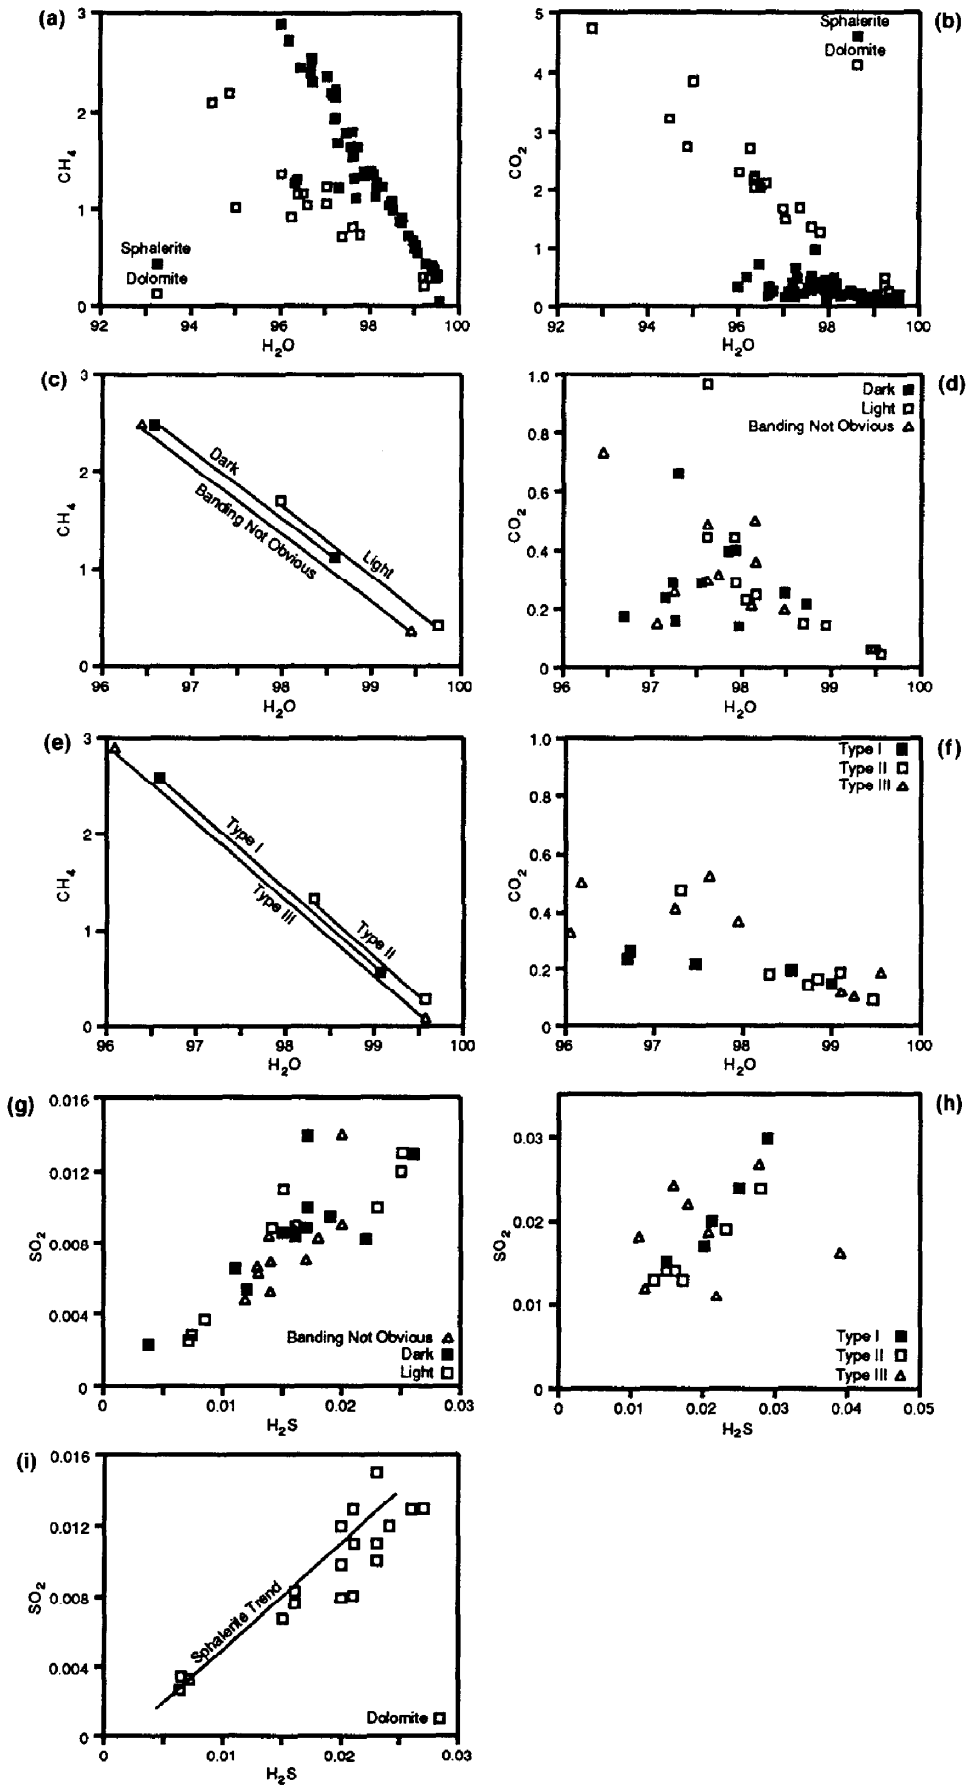 (a)
3
2
1
0
CH4
Sphalerite
Dolomite
92
94
96
98
100
H2O
(b)
5
4
3
2
1
0
CO2
Sphalerite
Dolomite
92
94
96
98
100
H2O
(c)
3
2
1
0
CH4
Dark
Banding Not Obvious
Light
96
97
98
99
100
H2O
(d)
1.0
0.8
0.6
0.4
0.2
0
CO2
Dark
Light
Banding Not Obvious
96
97
98
99
100
H2O
(e)
3
2
1
0
CH4
Type I
Type III
Type II
96
97
98
99
100
H2O
(f)
1.0
0.8
0.6
0.4
0.2
0
CO2
Type I
Type II
Type III
96
97
98
99
100
H2O
(g)
0.016
0.012
0.008
0.004
0
SO2
Banding Not Obvious
Dark
Light
0
0.01
0.02
0.03
H2S
(h)
0.03
0.02
0.01
0
SO2
Type I
Type II
Type III
0
0.01
0.02
0.03
0.04
0.05
H2S
(i)
0.016
0.012
0.008
0.004
0
SO2
Sphalerite Trend
Dolomite
0
0.01
0.02
0.03
H2S